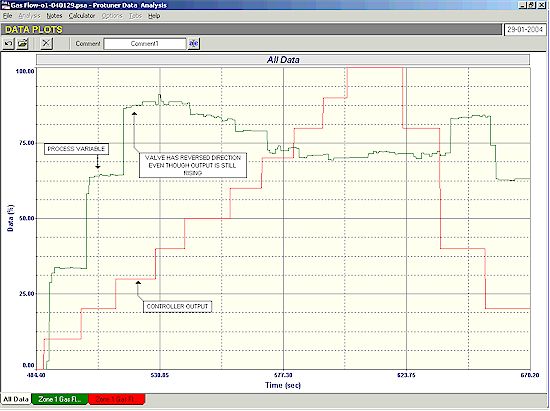 Gas Flow-o1-040129.psa - Protuner Data Analysis
File Analysis Notes Calculator Options Tabs Help
DATA PLOTS
29-01-2004
Comment Comment1
All Data
100.00
75.00
50.00
25.00
0.00
Data (%)
PROCESS VARIABLE
VALVE HAS REVERSED DIRECTION
EVEN THOUGH OUTPUT IS STILL
RISING
CONTROLLER OUTPUT
484.40 530.85 577.30 623.75 670.20
Time (sec)
All Data Zone 1 Gas Fl... Zone 1 Gas Fl...